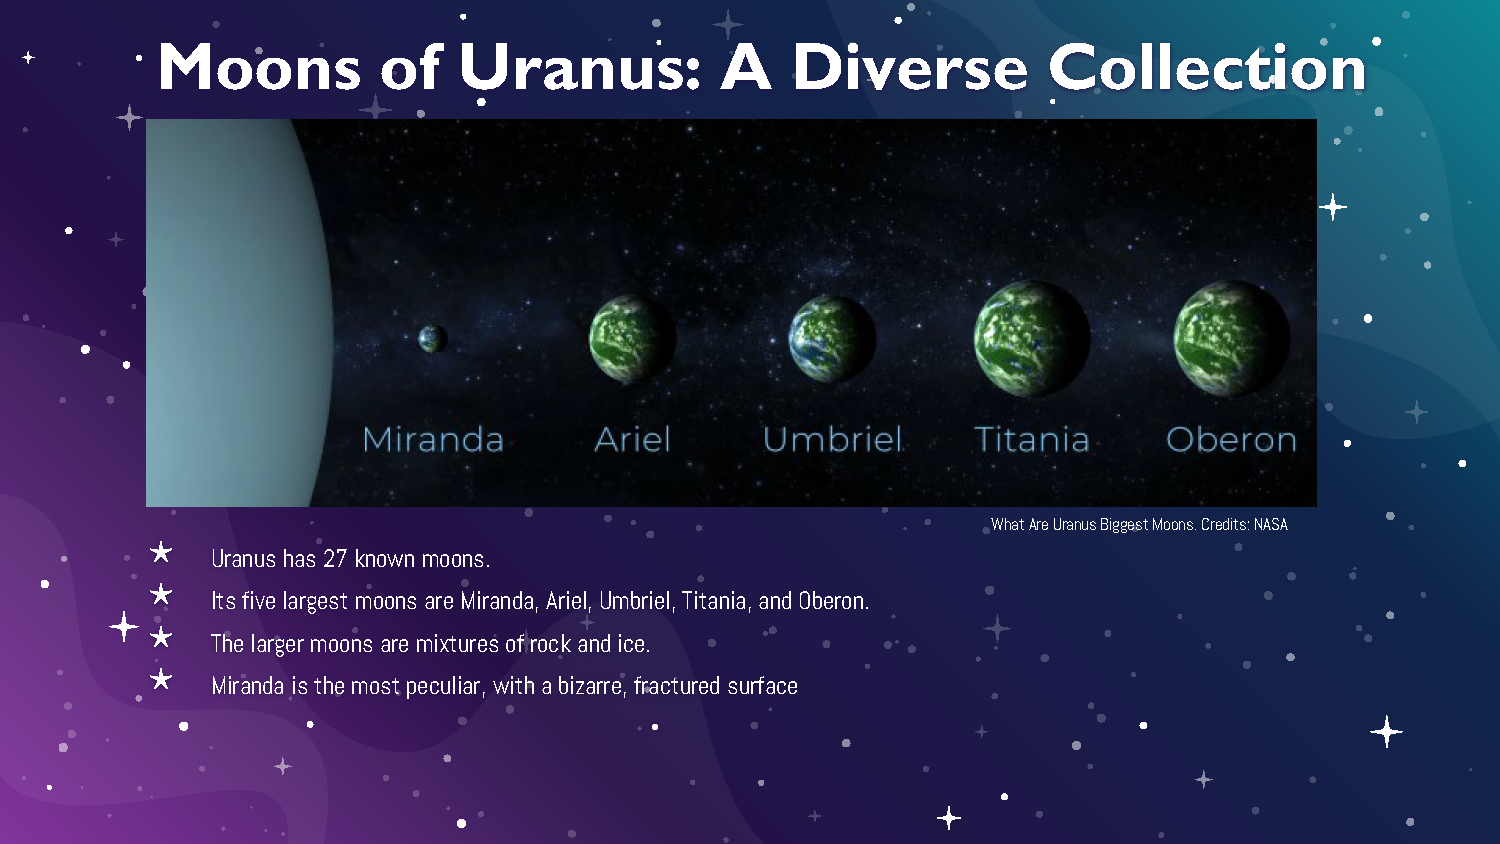 Moons of Uranus: A Diverse Collection
Miranda Ariel Umbriel Titania Oberon
What Are Uranus Biggest Moons. Credits: NASA
Uranus has 27 known moons.
Its five largest moons are Miranda, Ariel, Umbriel, Titania, and Oberon.
The larger moons are mixtures of rock and ice.
Miranda is the most peculiar, with a bizarre, fractured surface